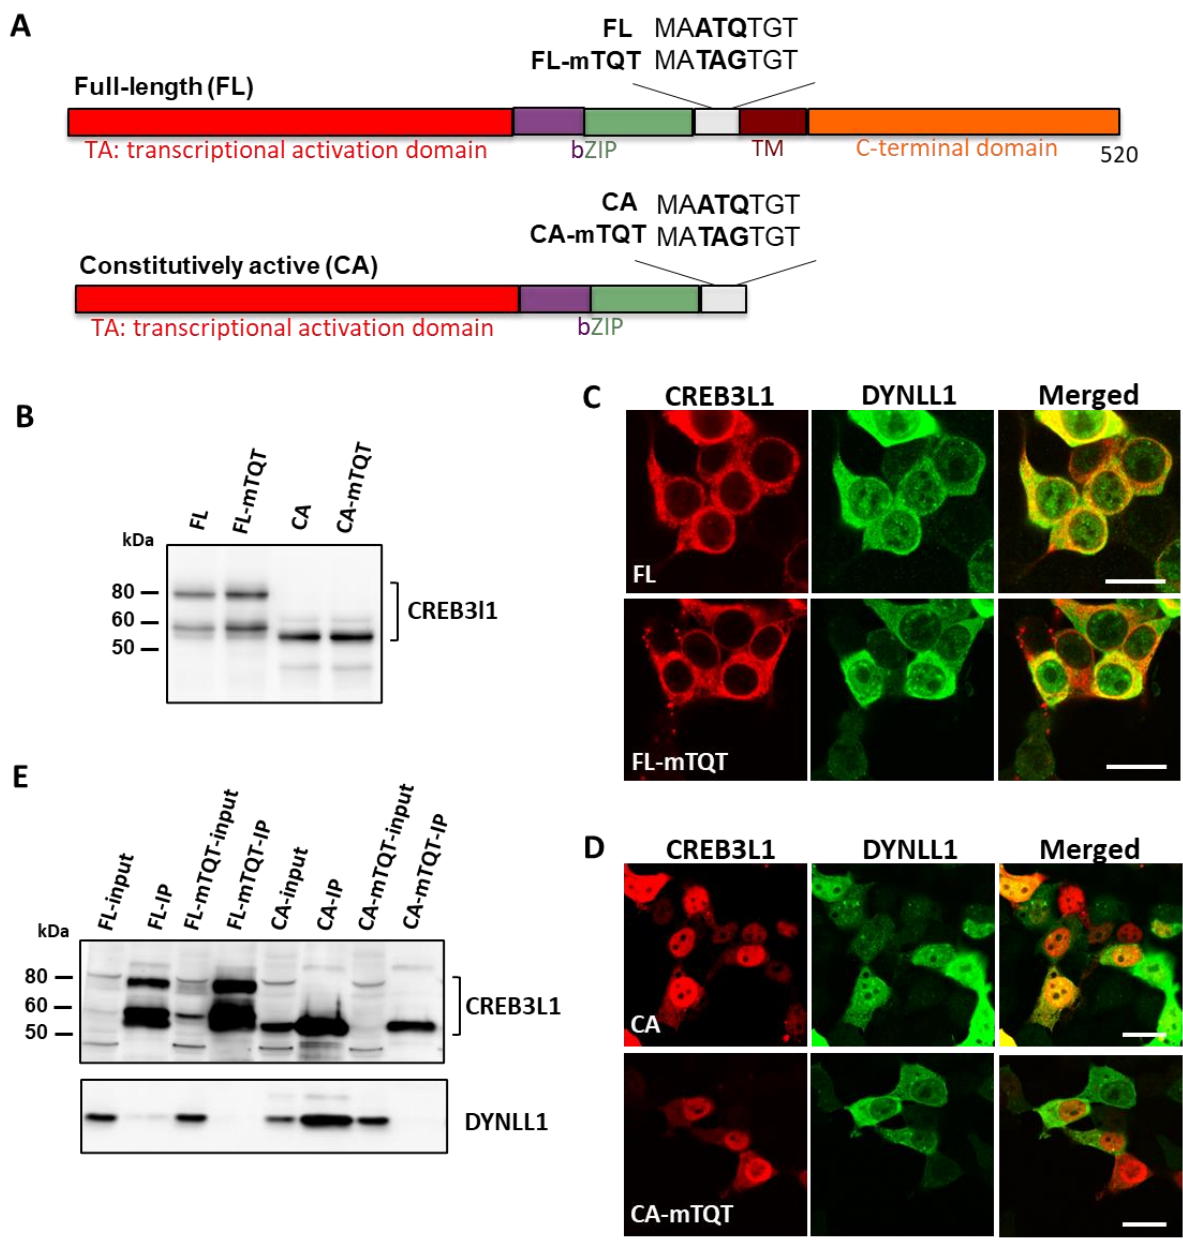 A
FL MAATQTGT
FL-mTQT MATAGTGT
Full-length (FL)
TA: transcriptional activation domain
bZIP
TM
C-terminal domain
520
CA MAATQTGT
CA-mTQT MATAGTGT
Constitutively active (CA)
TA: transcriptional activation domain
bZIP
B
FL
FL-mTQT
CA
CA-mTQT
kDa
80
60
50
CREB3l1
C
CREB3L1
DYNLL1
Merged
FL
FL-mTQT
E
FL-input
FL-IP
FL-mTQT-input
FL-mTQT-IP
CA-input
CA-IP
CA-mTQT-input
CA-mTQT-IP
kDa
80
60
50
CREB3L1
DYNLL1
D
CREB3L1
DYNLL1
Merged
CA
CA-mTQT